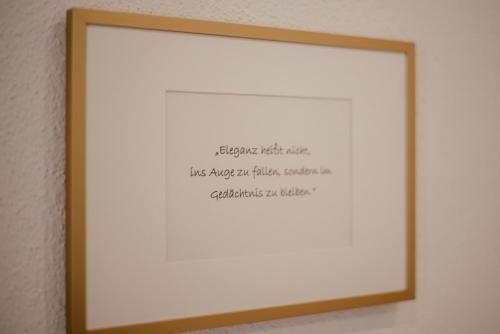 „Eleganz heißt nicht,
ins Auge zu fallen, sondern im
Gedächtnis zu bleiben."